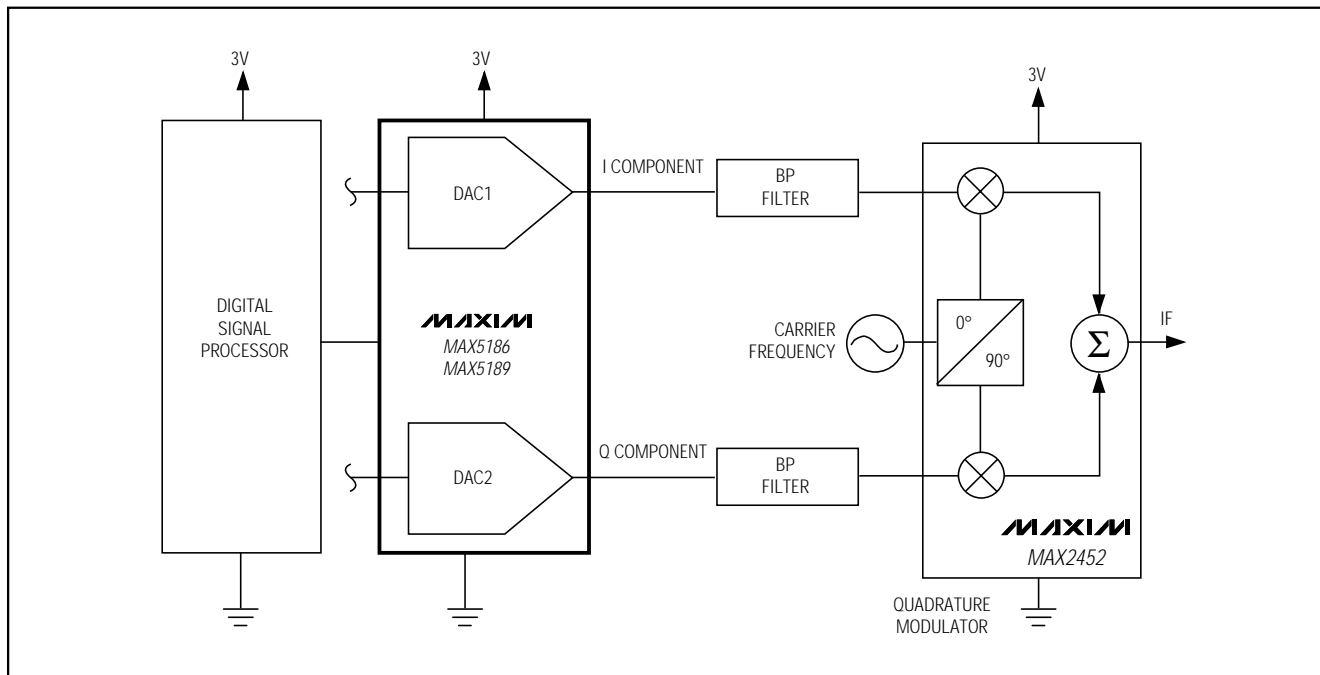 3V
3V
3V
DAC1
I COMPONENT
BP
FILTER
DIGITAL
SIGNAL
PROCESSOR
MAXIM
MAX5186
MAX5189
CARRIER
FREQUENCY
0°
90°
Σ
IF
DAC2
Q COMPONENT
BP
FILTER
MAXIM
MAX2452
QUADRATURE
MODULATOR